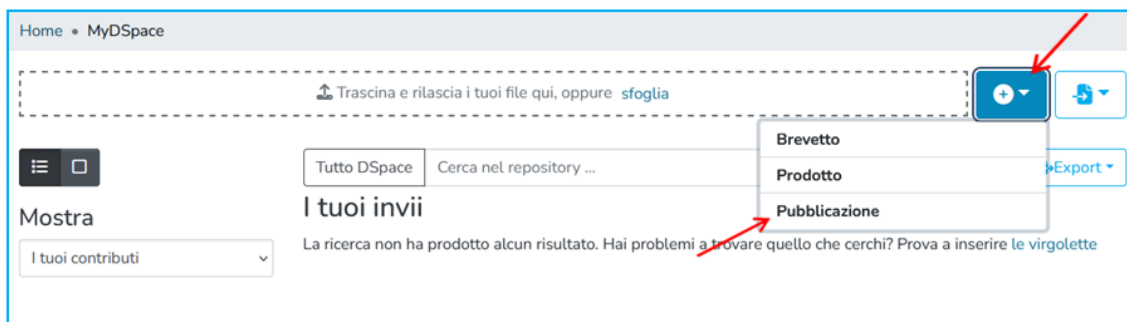 Home • MyDSpace
Trascina e rilascia i tuoi file qui, oppure sfoglia
Brevetto
Tutto DSpace Cerca nel repository ... Prodotto Export
Mostra I tuoi invii Pubblicazione
La ricerca non ha prodotto alcun risultato. Hai problemi a trovare quello che cerchi? Prova a inserire le virgolette
I tuoi contributi